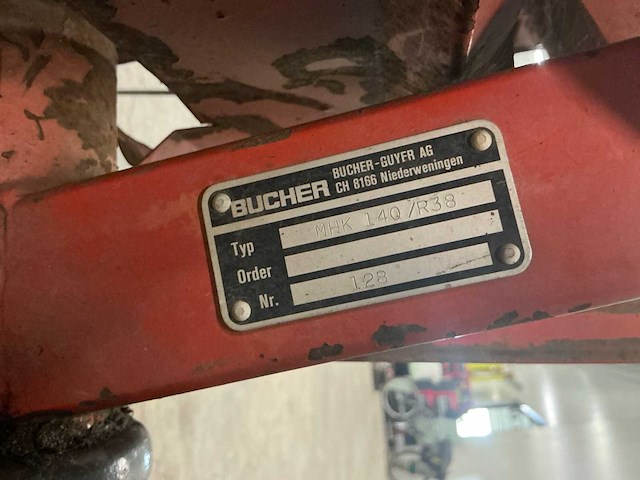 BUCHER BUCHER-GUYER AG
CH 8166 Niederweningen
Typ MHK 140/R38
Order
Nr. 128